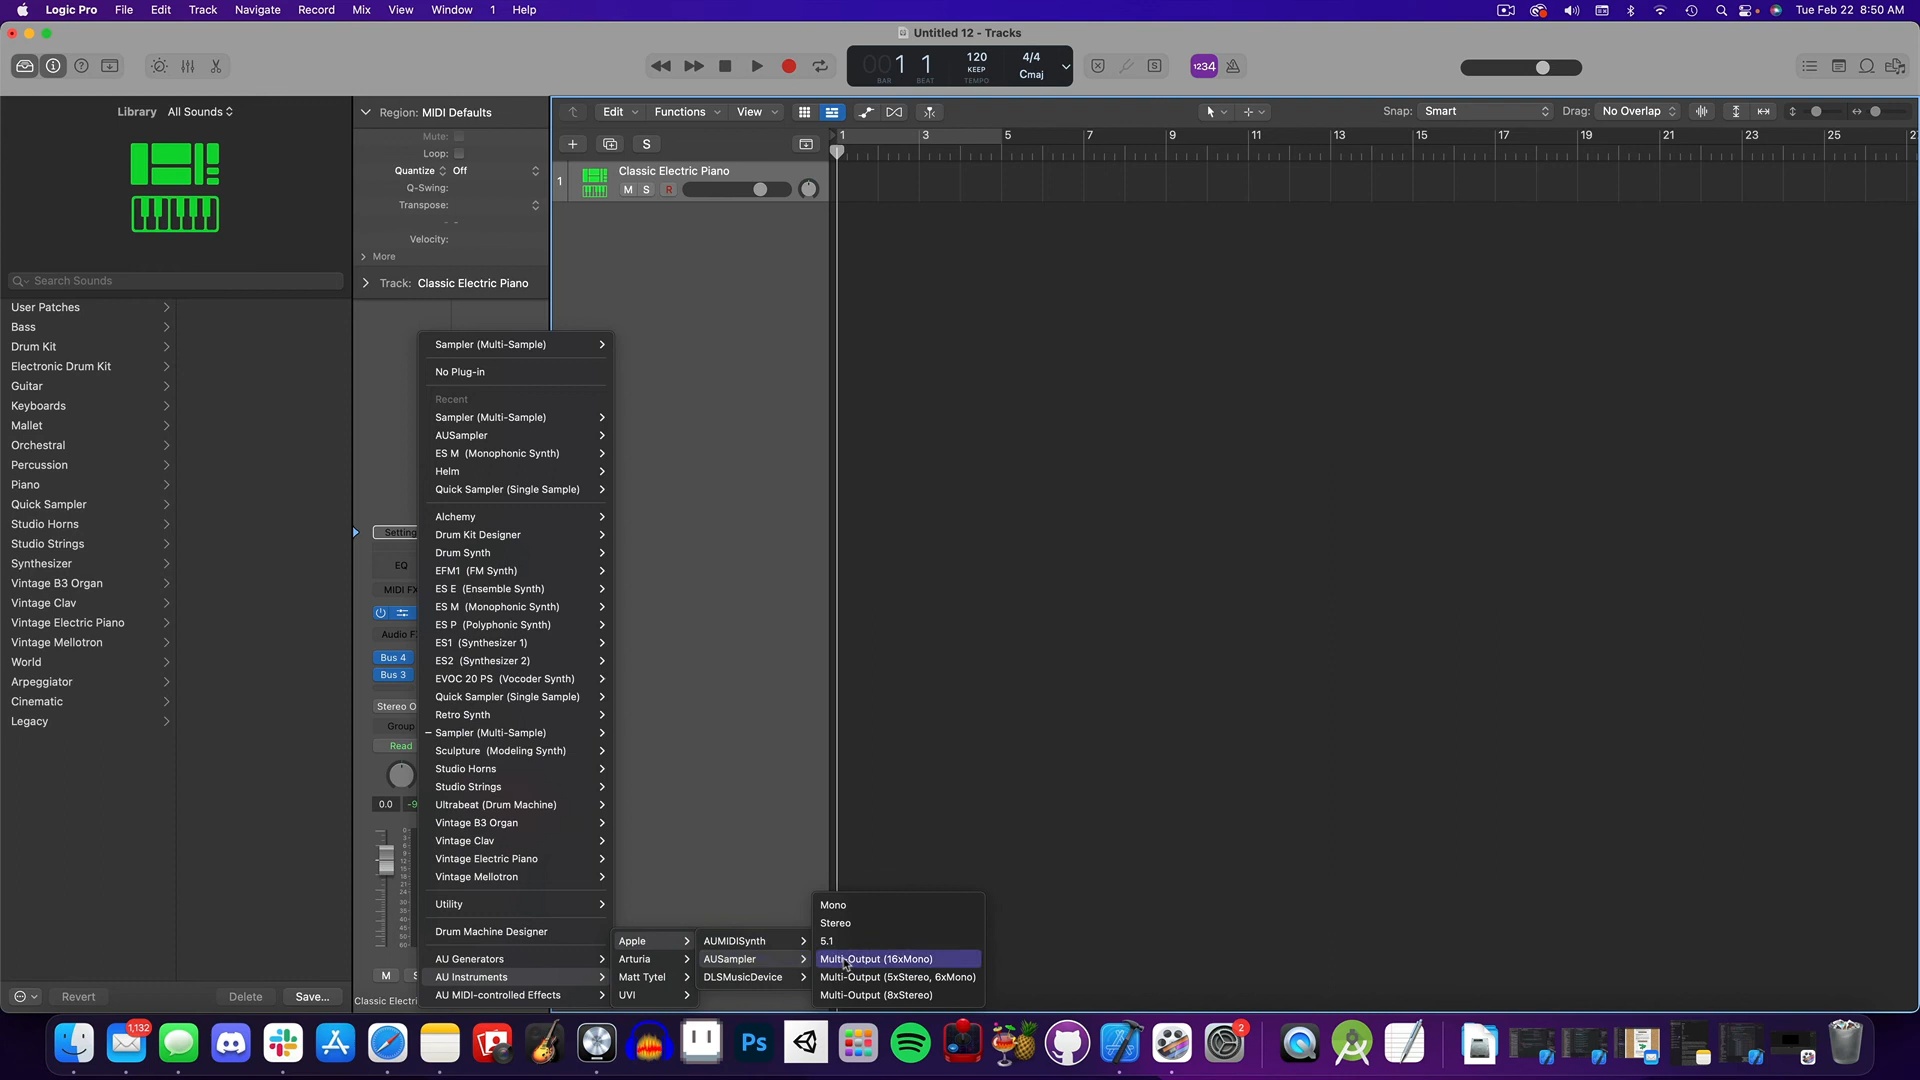 Logic Pro File Edit Track Navigate Record Mix View Window 1 Help Tue Feb 22 8:50 AM
Untitled 12 - Tracks
001 1 120 4/4
KEEP Cmaj
BAR BEAT TEMPO
1234
Library All Sounds
Search Sounds
User Patches
Bass
Drum Kit
Electronic Drum Kit
Guitar
Keyboards
Mallet
Orchestral
Percussion
Piano
Quick Sampler
Studio Horns
Studio Strings
Synthesizer
Vintage B3 Organ
Vintage Clav
Vintage Electric Piano
Vintage Mellotron
World
Arpeggiator
Cinematic
Legacy
Revert Delete Save...
Region: MIDI Defaults
Mute:
Loop:
Quantize Off
Q-Swing:
Transpose:
Velocity:
More
Track: Classic Electric Piano
Setting
EQ
MIDI FX
Audio F
Bus 4
Bus 3
Stereo O
Group
Read
0.0 -9
M S
Classic Electri
Edit Functions View Snap: Smart Drag: No Overlap
S 1 3 5 7 9 11 13 15 17 19 21 23 25 27
1 Classic Electric Piano
M S R
Sampler (Multi-Sample)
No Plug-in
Recent
Sampler (Multi-Sample)
AUSampler
ES M (Monophonic Synth)
Helm
Quick Sampler (Single Sample)
Alchemy
Drum Kit Designer
Drum Synth
EFM1 (FM Synth)
ES E (Ensemble Synth)
ES M (Monophonic Synth)
ES P (Polyphonic Synth)
ES1 (Synthesizer 1)
ES2 (Synthesizer 2)
EVOC 20 PS (Vocoder Synth)
Quick Sampler (Single Sample)
Retro Synth
Sampler (Multi-Sample)
Sculpture (Modeling Synth)
Studio Horns
Studio Strings
Ultrabeat (Drum Machine)
Vintage B3 Organ
Vintage Clav
Vintage Electric Piano
Vintage Mellotron
Utility
Drum Machine Designer
AU Generators
AU Instruments
AU MIDI-controlled Effects
Apple
Arturia
Matt Tytel
UVI
AUMIDISynth
AUSampler
DLSMusicDevice
Mono
Stereo
5.1
Multi-Output (16xMono)
Multi-Output (5xStereo, 6xMono)
Multi-Output (8xStereo)
1,132
Ps
2